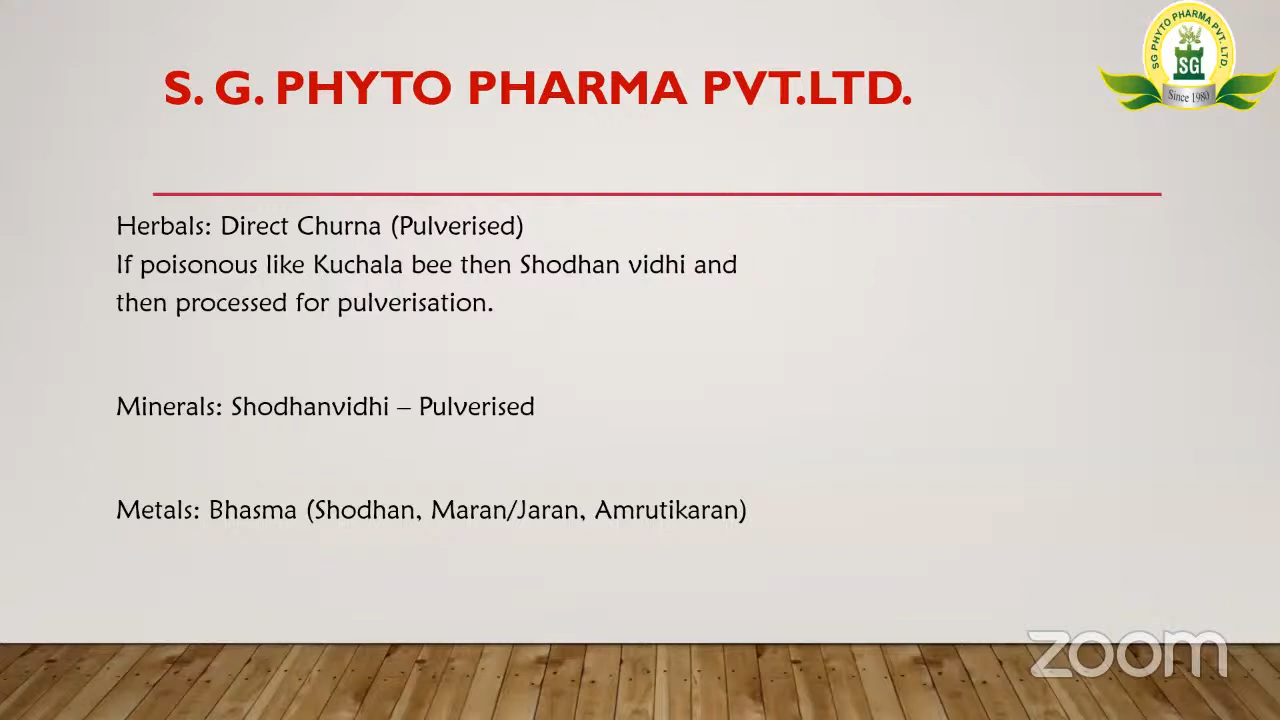 S. G. PHYTO PHARMA PVT.LTD.
SG PHYTO PHARMA PVT. LTD.
SG
Since 1980
Herbals: Direct Churna (Pulverised)
If poisonous like Kuchala bee then Shodhan vidhi and
then processed for pulverisation.
Minerals: Shodhanvidhi – Pulverised
Metals: Bhasma (Shodhan, Maran/Jaran, Amrutikaran)
zoom